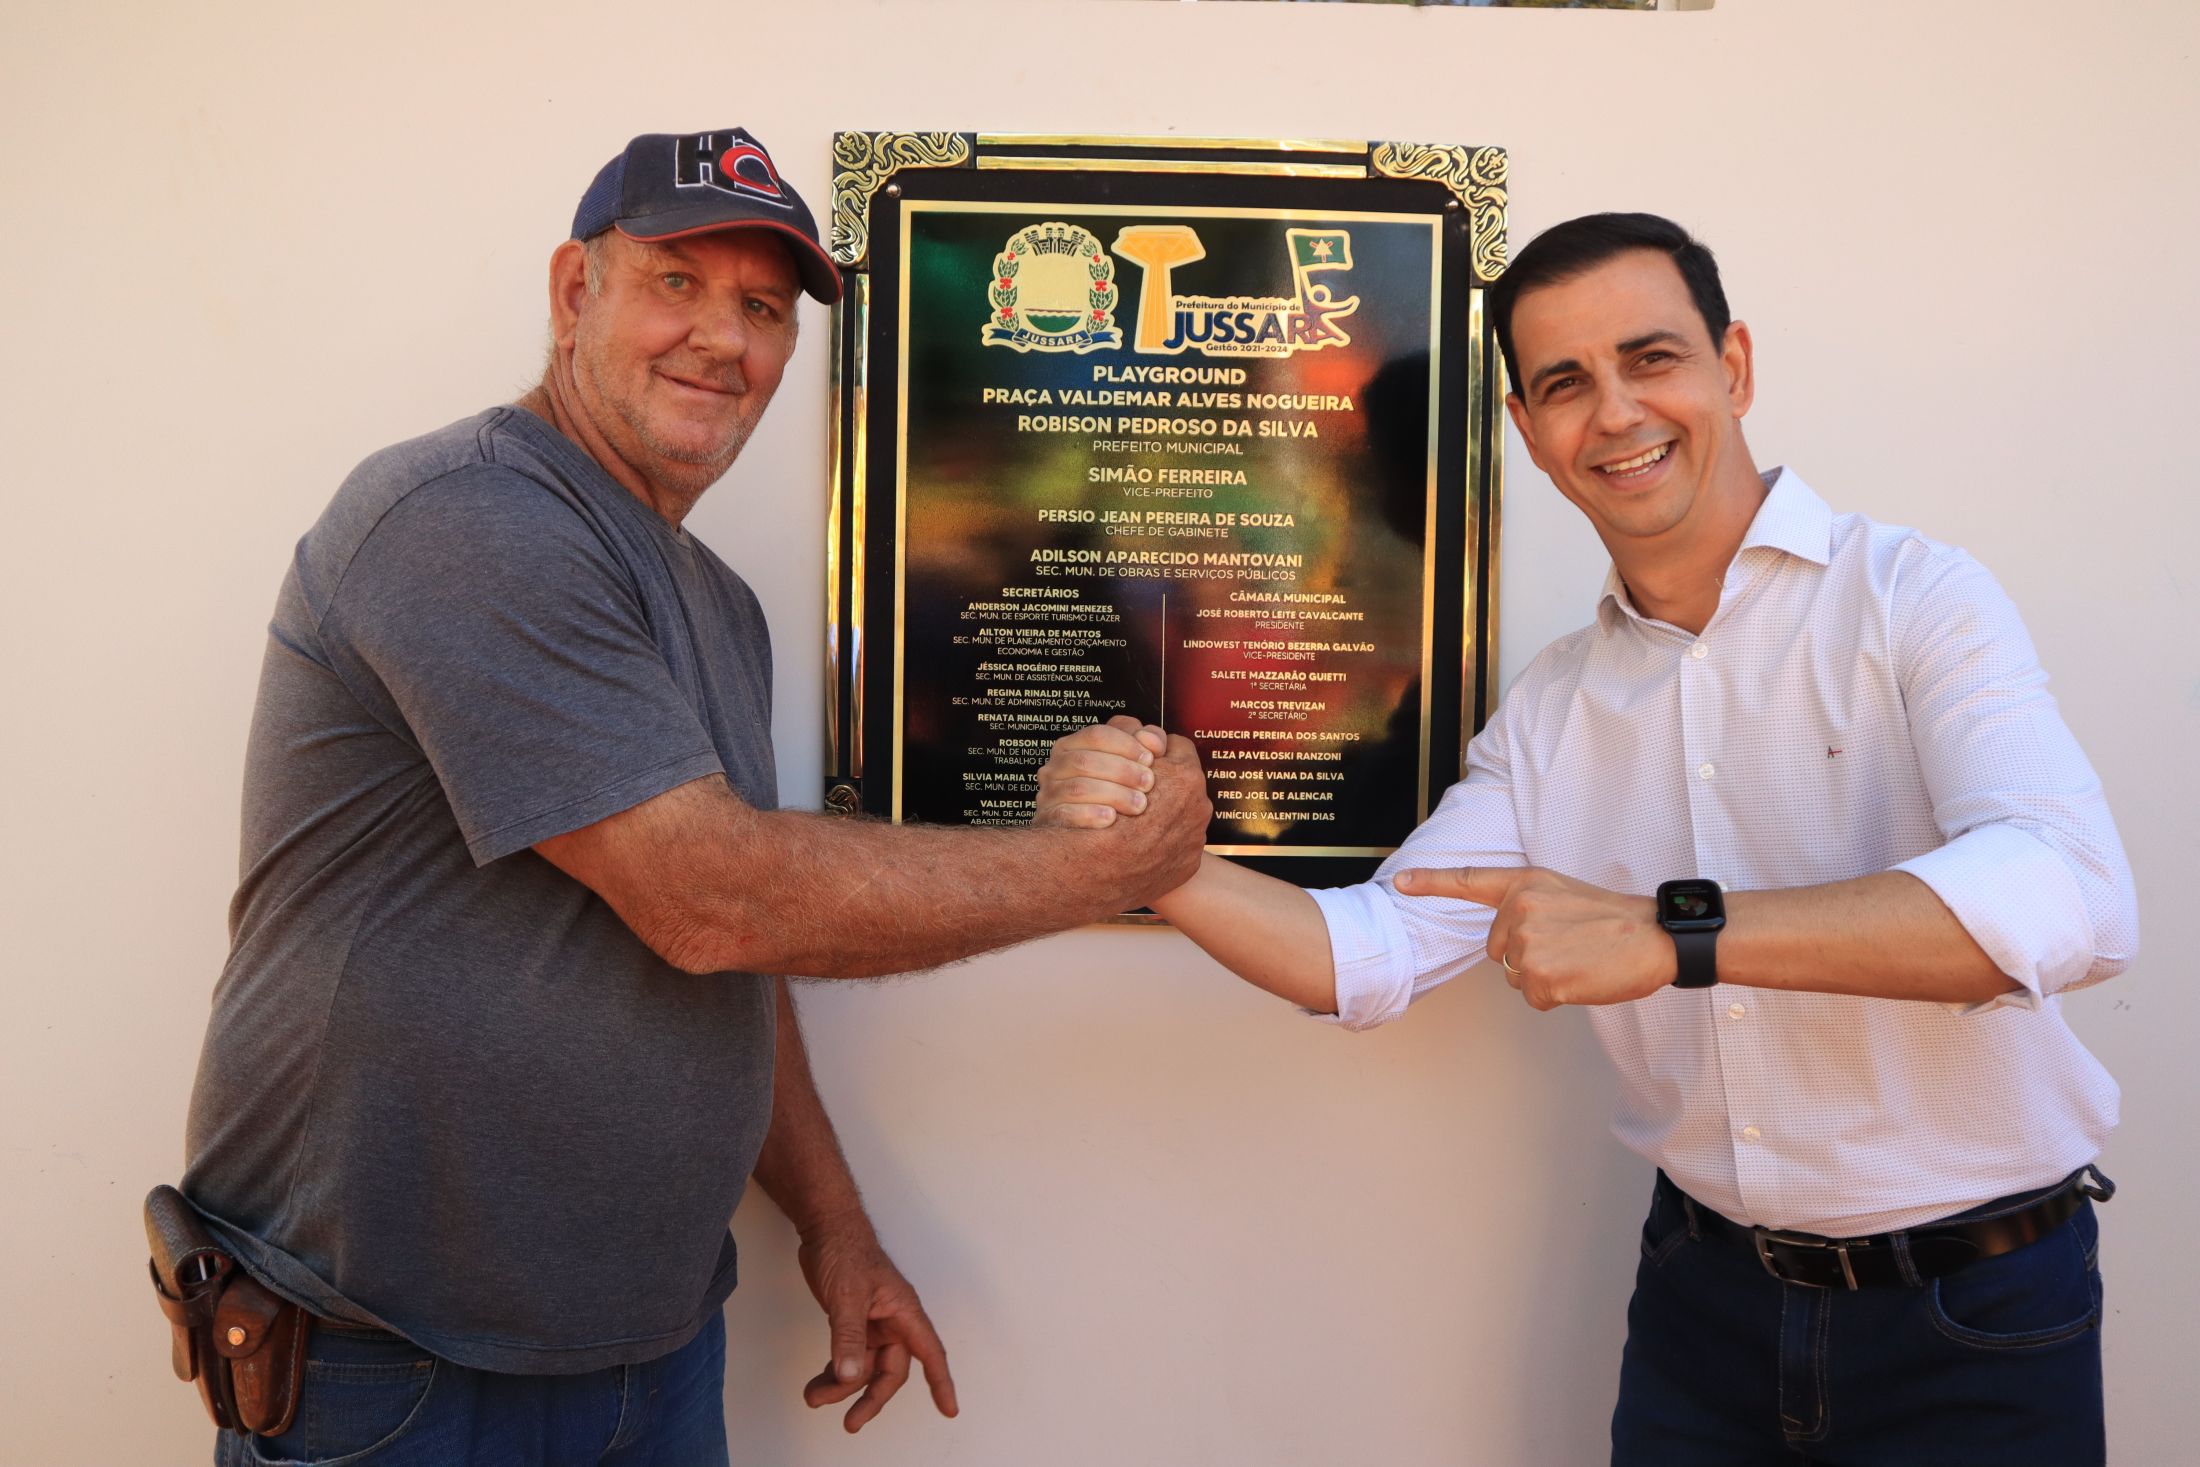 HC
JUSSARA
Prefeitura do Município de
JUSSARA
Gestão 2021-2024
PLAYGROUND
PRAÇA VALDEMAR ALVES NOGUEIRA
ROBISON PEDROSO DA SILVA
PREFEITO MUNICIPAL
SIMÃO FERREIRA
VICE-PREFEITO
PERSIO JEAN PEREIRA DE SOUZA
CHEFE DE GABINETE
ADILSON APARECIDO MANTOVANI
SEC. MUN. DE OBRAS E SERVIÇOS PÚBLICOS
SECRETÁRIOS
ANDERSON JACOMINI MENEZES
SEC. MUN. DE ESPORTE TURISMO E LAZER
AILTON VIEIRA DE MATTOS
SEC. MUN. DE PLANEJAMENTO ORÇAMENTO
ECONOMIA E GESTÃO
JÉSSICA ROGÉRIO FERREIRA
SEC. MUN. DE ASSISTÊNCIA SOCIAL
REGINA RINALDI SILVA
SEC. MUN. DE ADMINISTRAÇÃO E FINANÇAS
RENATA RINALDI DA SILVA
SEC. MUNICIPAL DE SAÚDE
ROBSON
SEC. MUN. DE
TRABALHO E
SILVIA MARIA
SEC. MUN. DE
VALDECI
SEC. MUN. DE
ABASTECIMENTO
CÂMARA MUNICIPAL
JOSÉ ROBERTO LEITE CAVALCANTE
PRESIDENTE
LINDOWEST TENÓRIO BEZERRA GALVÃO
VICE-PRESIDENTE
SALETE MAZZARÃO GUIETTI
1ª SECRETÁRIA
MARCOS TREVIZAN
2º SECRETÁRIO
CLAUDECIR PEREIRA DOS SANTOS
ELZA PAVELOSKI RANZONI
FÁBIO JOSÉ VIANA DA SILVA
FRED JOEL DE ALENCAR
VINÍCIUS VALENTINI DIAS